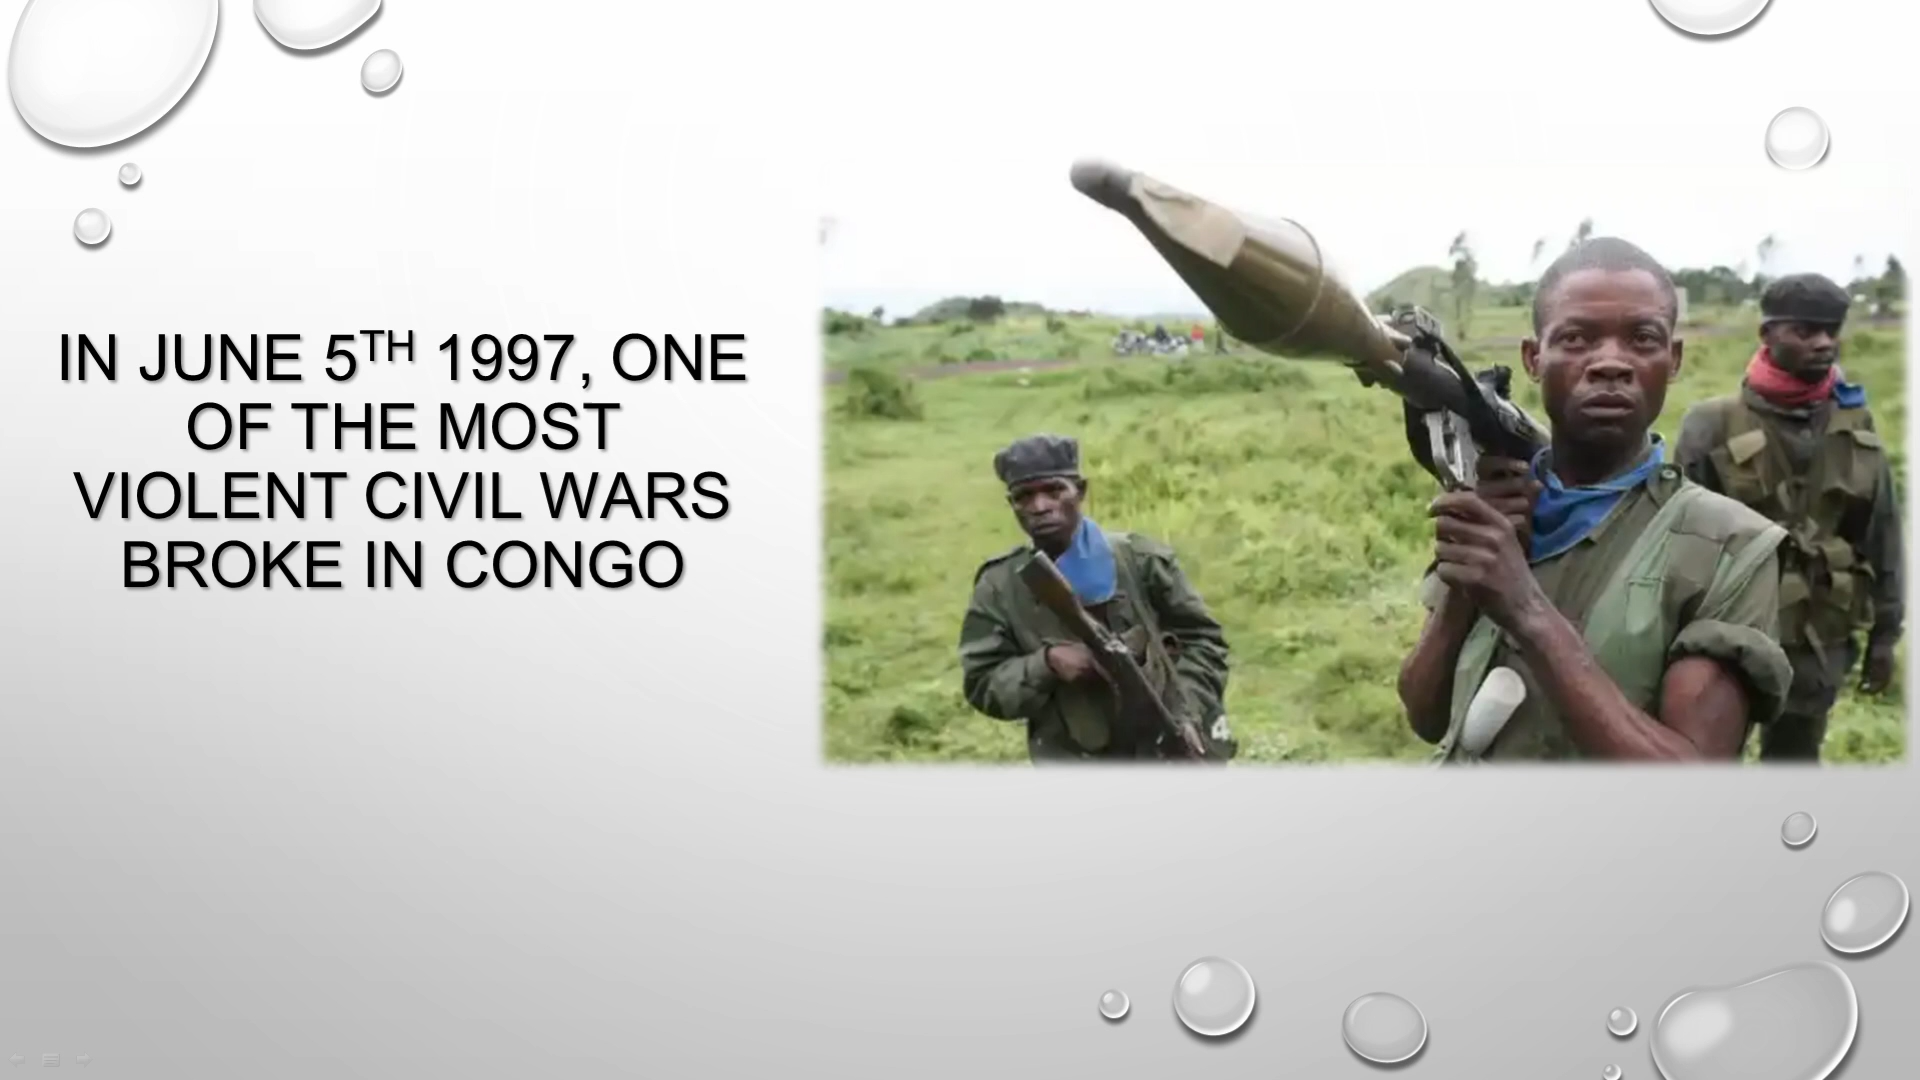 IN JUNE 5TH 1997, ONE
OF THE MOST
VIOLENT CIVIL WARS
BROKE IN CONGO